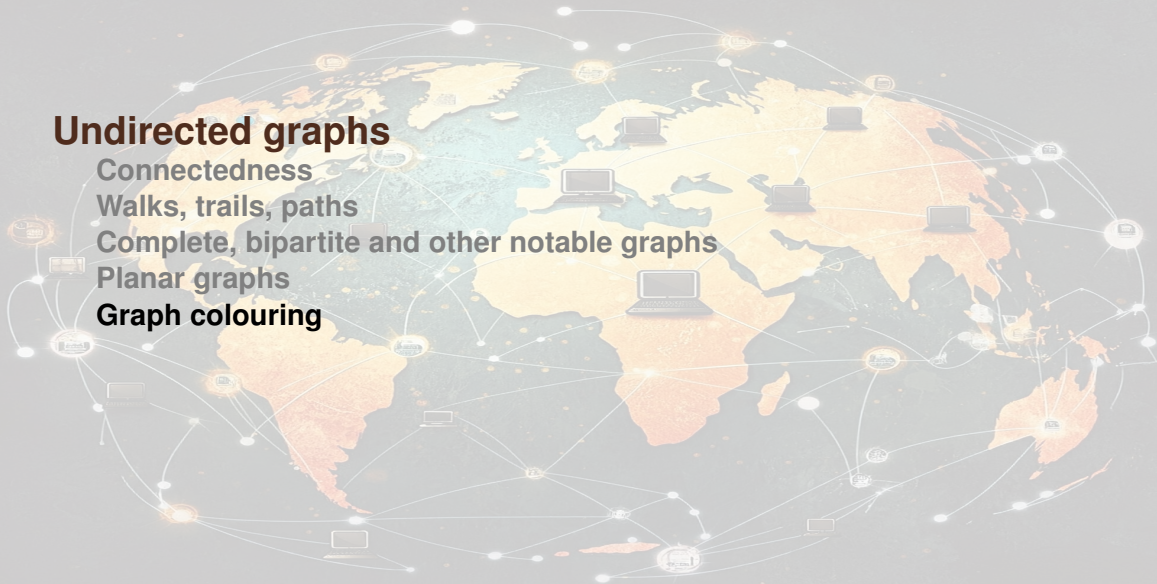 Undirected graphs
Connectedness
Walks, trails, paths
Complete, bipartite and other notable graphs
Planar graphs
Graph colouring